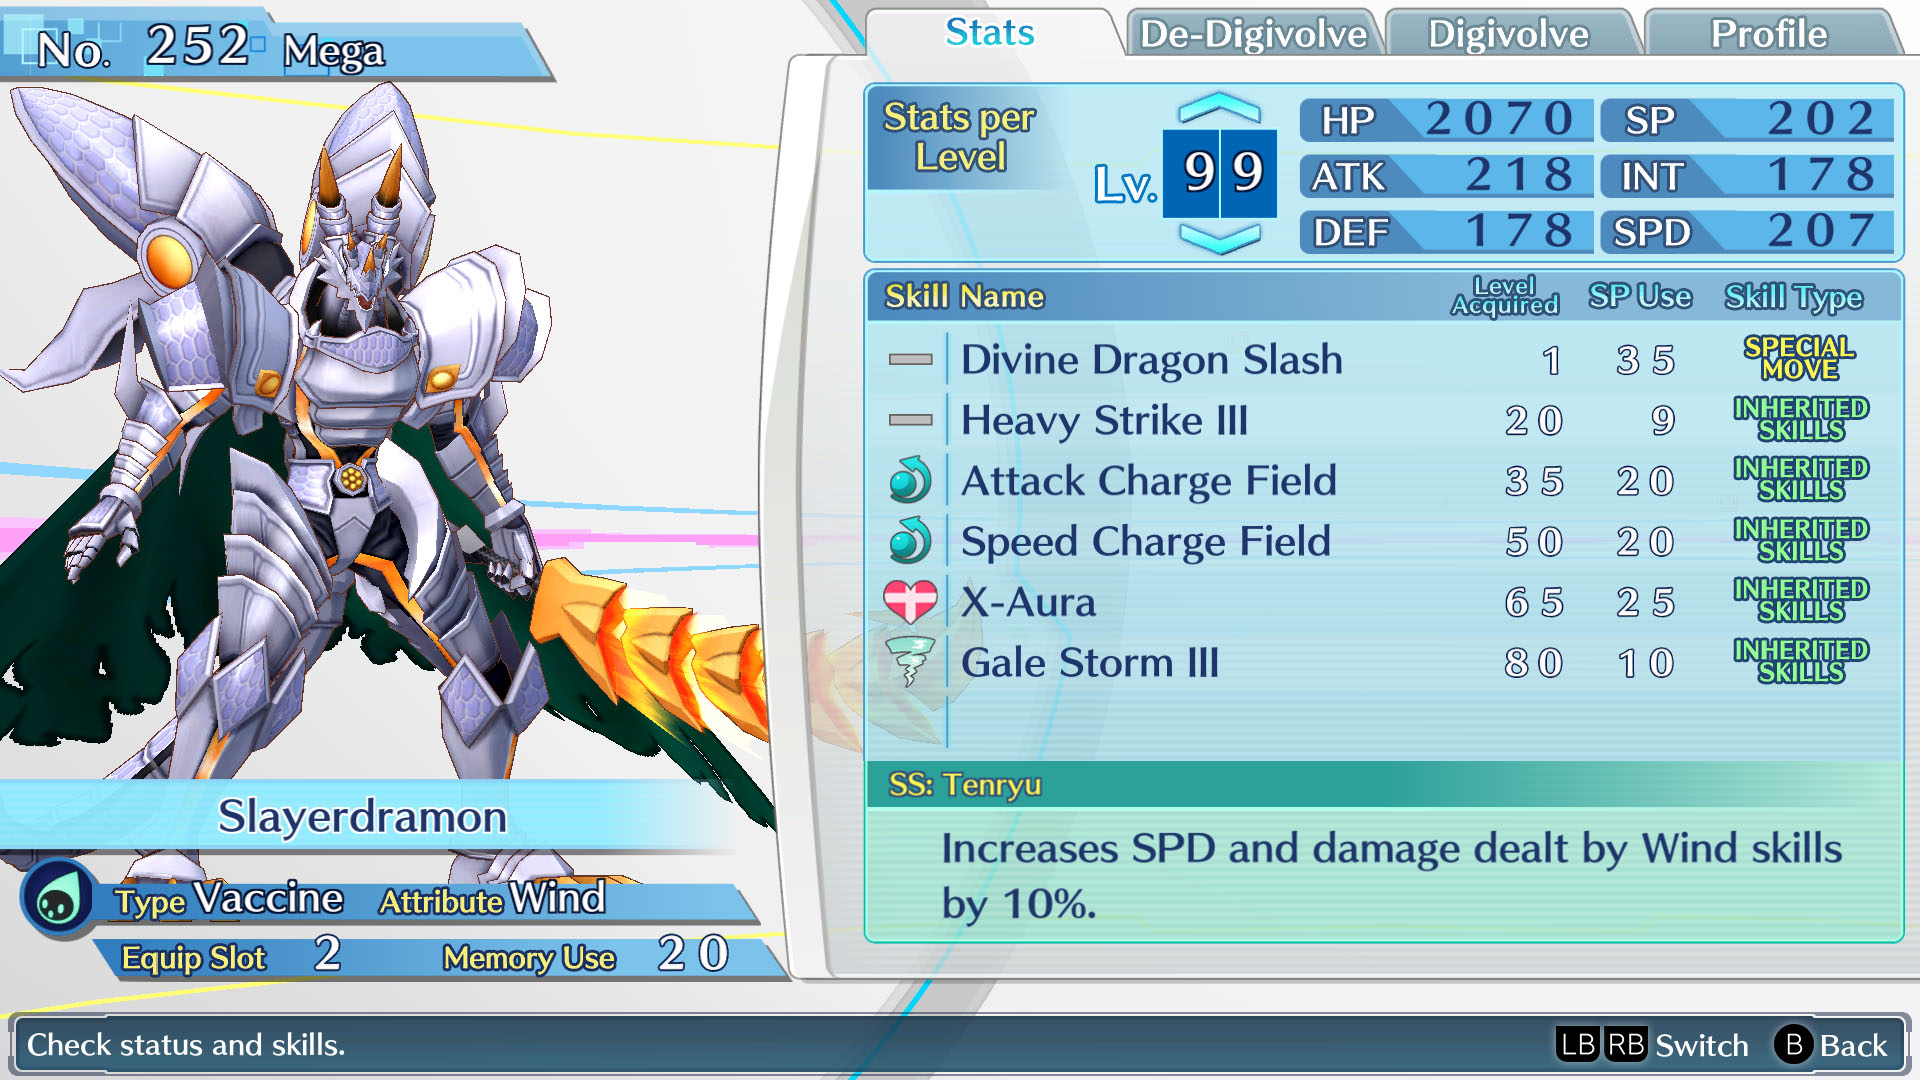 No. 252 Mega
Stats De-Digivolve Digivolve Profile
Stats per
Level
Lv. 99
HP 2070 SP 202
ATK 218 INT 178
DEF 178 SPD 207
Skill Name Level Acquired SP Use Skill Type
Divine Dragon Slash 1 35 SPECIAL MOVE
Heavy Strike III 20 9 INHERITED SKILLS
Attack Charge Field 35 20 INHERITED SKILLS
Speed Charge Field 50 20 INHERITED SKILLS
X-Aura 65 25 INHERITED SKILLS
Gale Storm III 80 10 INHERITED SKILLS
SS: Tenryu
Increases SPD and damage dealt by Wind skills
by 10%.
Slayerdramon
Type Vaccine Attribute Wind
Equip Slot 2 Memory Use 20
Check status and skills.
LB RB Switch B Back